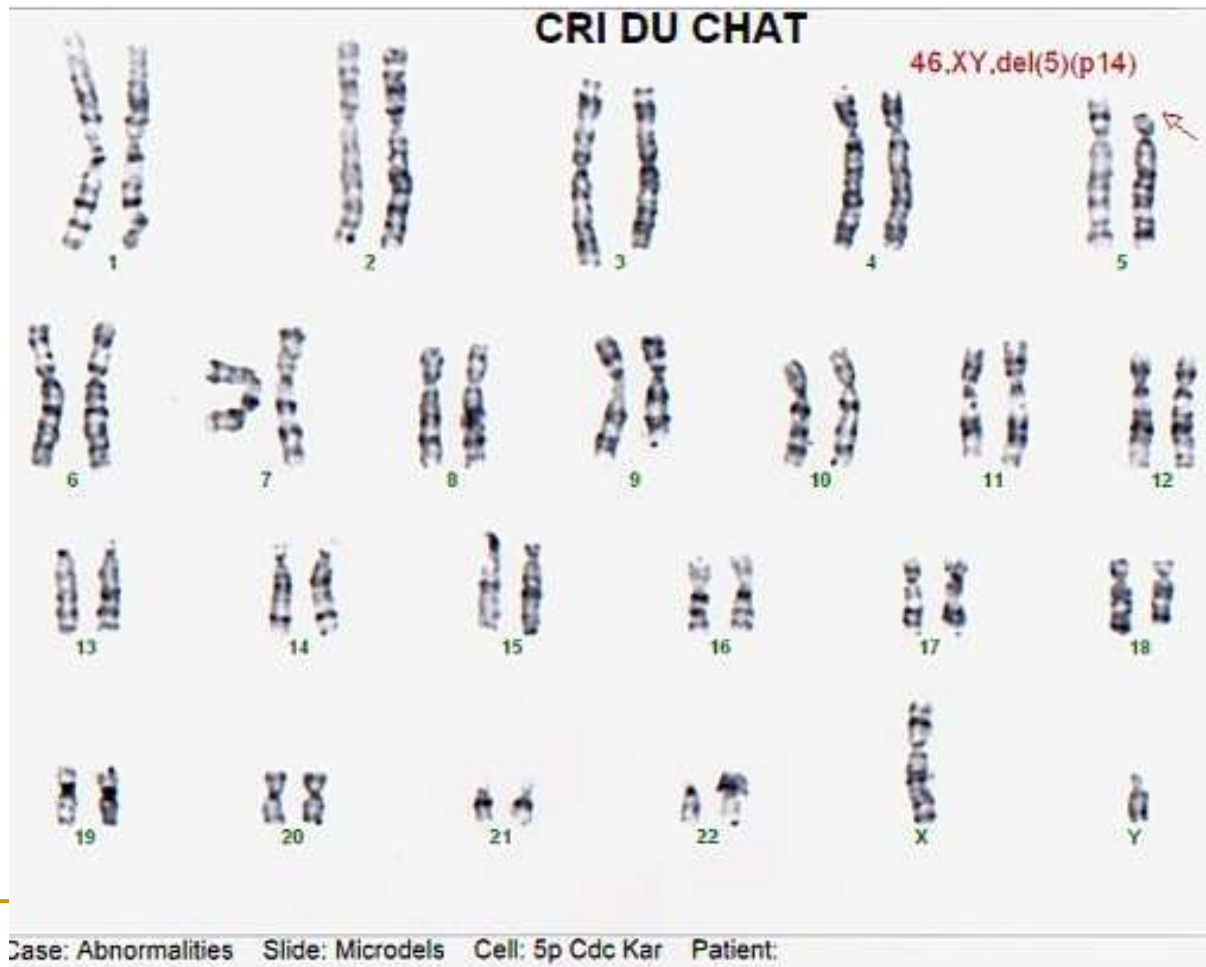 CRI DU CHAT
46,XY,del(5)(p14)
1 2 3 4 5
6 7 8 9 10 11 12
13 14 15 16 17 18
19 20 21 22 X Y
Case: Abnormalities Slide: Microdels Cell: 5p Cdc Kar Patient: